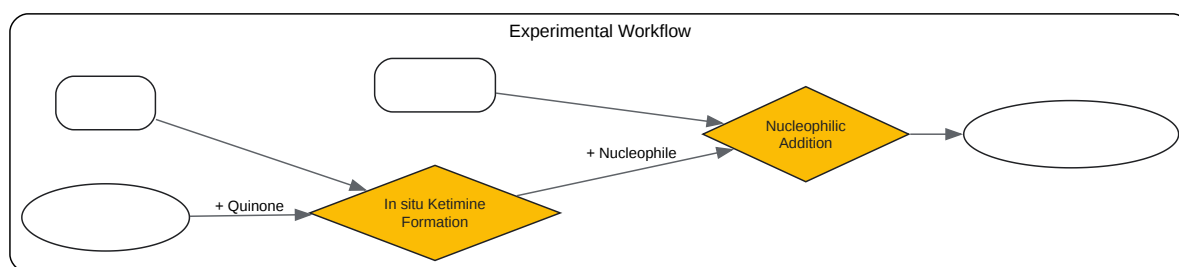 Experimental Workflow
Nucleophilic
Addition
+ Nucleophile
+ Quinone
In situ Ketimine
Formation